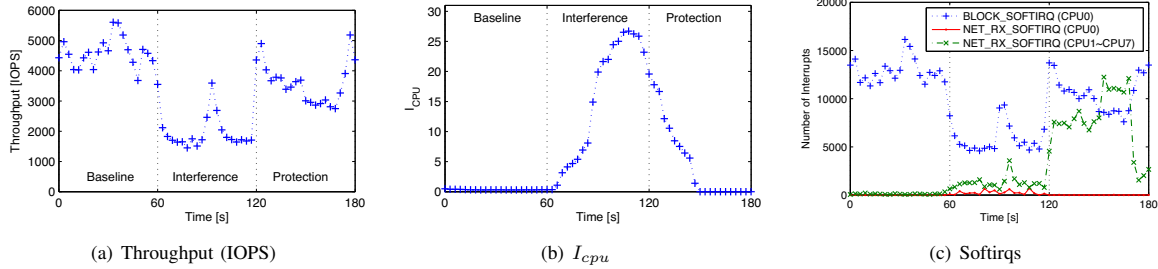 6000
5000
4000
3000
2000
1000
0
Throughput [IOPS]
Baseline
Interference
Protection
0
60
120
180
Time [s]
(a) Throughput (IOPS)
30
25
20
15
10
5
0
I_CPU
Baseline
Interference
Protection
0
60
120
180
Time [s]
(b) I_cpu
20000
15000
10000
5000
0
Number of Interrupts
BLOCK_SOFTIRQ (CPU0)
NET_RX_SOFTIRQ (CPU0)
NET_RX_SOFTIRQ (CPU1~CPU7)
0
60
120
180
Time [s]
(c) Softirqs